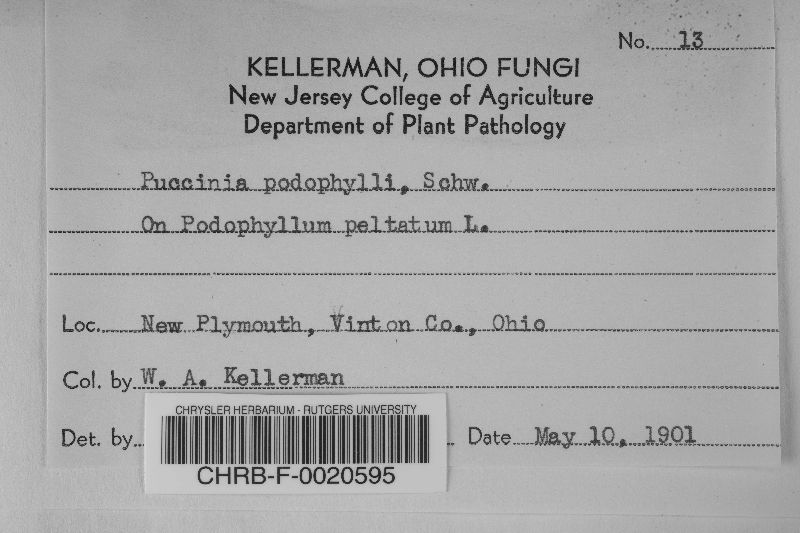 No. 13
KELLERMAN, OHIO FUNGI
New Jersey College of Agriculture
Department of Plant Pathology
Puccinia podophylli, Schw.
On Podophyllum peltatum L.
Loc. New Plymouth, Vinton Co., Ohio
Col. by W. A. Kellerman
Det. by Date May 10, 1901
CHRYSLER HERBARIUM - RUTGERS UNIVERSITY
CHRB-F-0020595